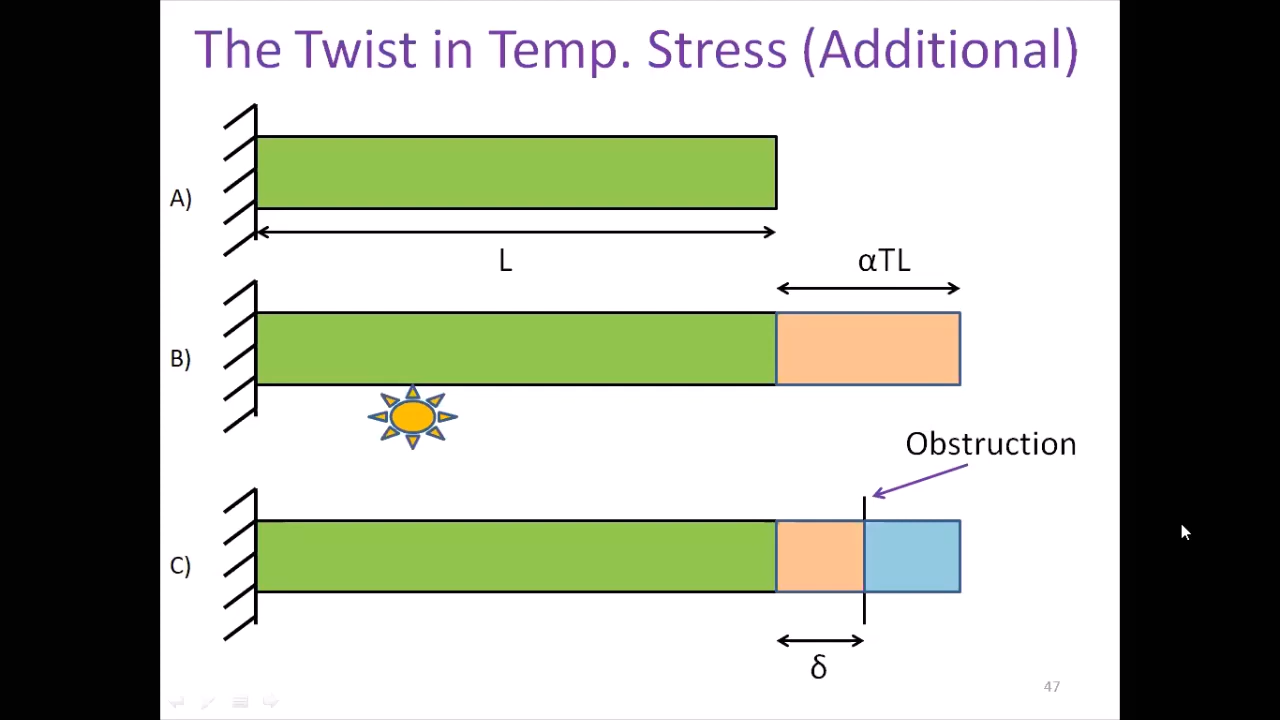 The Twist in Temp. Stress (Additional)
A)
L
αTL
B)
Obstruction
C)
δ
47